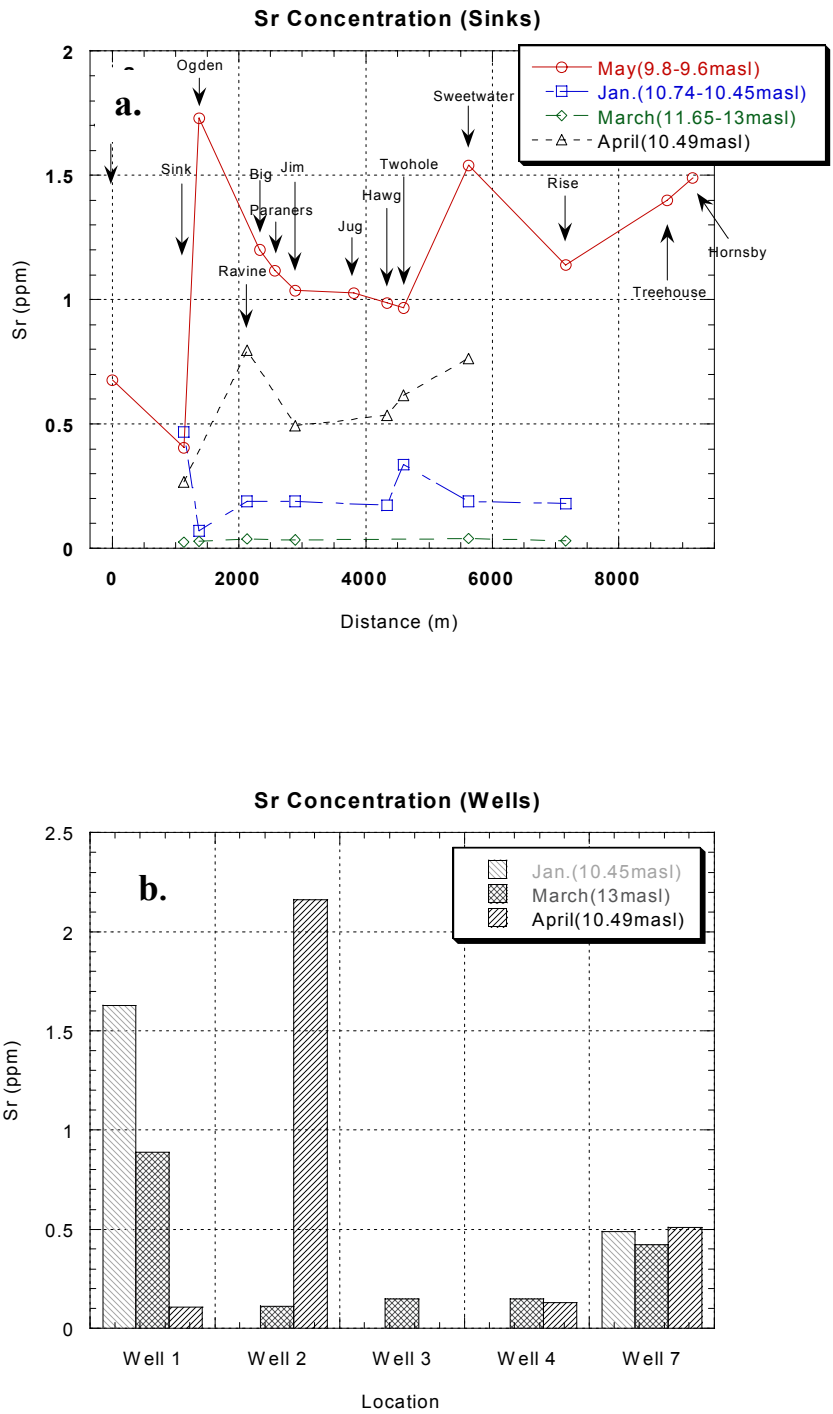 Sr Concentration (Sinks)
2
1.5
1
0.5
0
Sr (ppm)
a.
Ogden
Sweetwater
May(9.8-9.6masl)
Jan.(10.74-10.45masl)
March(11.65-13masl)
April(10.49masl)
Sink
Big
Jim
Twohole
Paraners
Hawg
Rise
Jug
Ravine
Hornsby
Treehouse
0 2000 4000 6000 8000
Distance (m)
Sr Concentration (Wells)
2.5
2
1.5
1
0.5
0
Sr (ppm)
b.
Jan.(10.45masl)
March(13masl)
April(10.49masl)
Well 1 Well 2 Well 3 Well 4 Well 7
Location